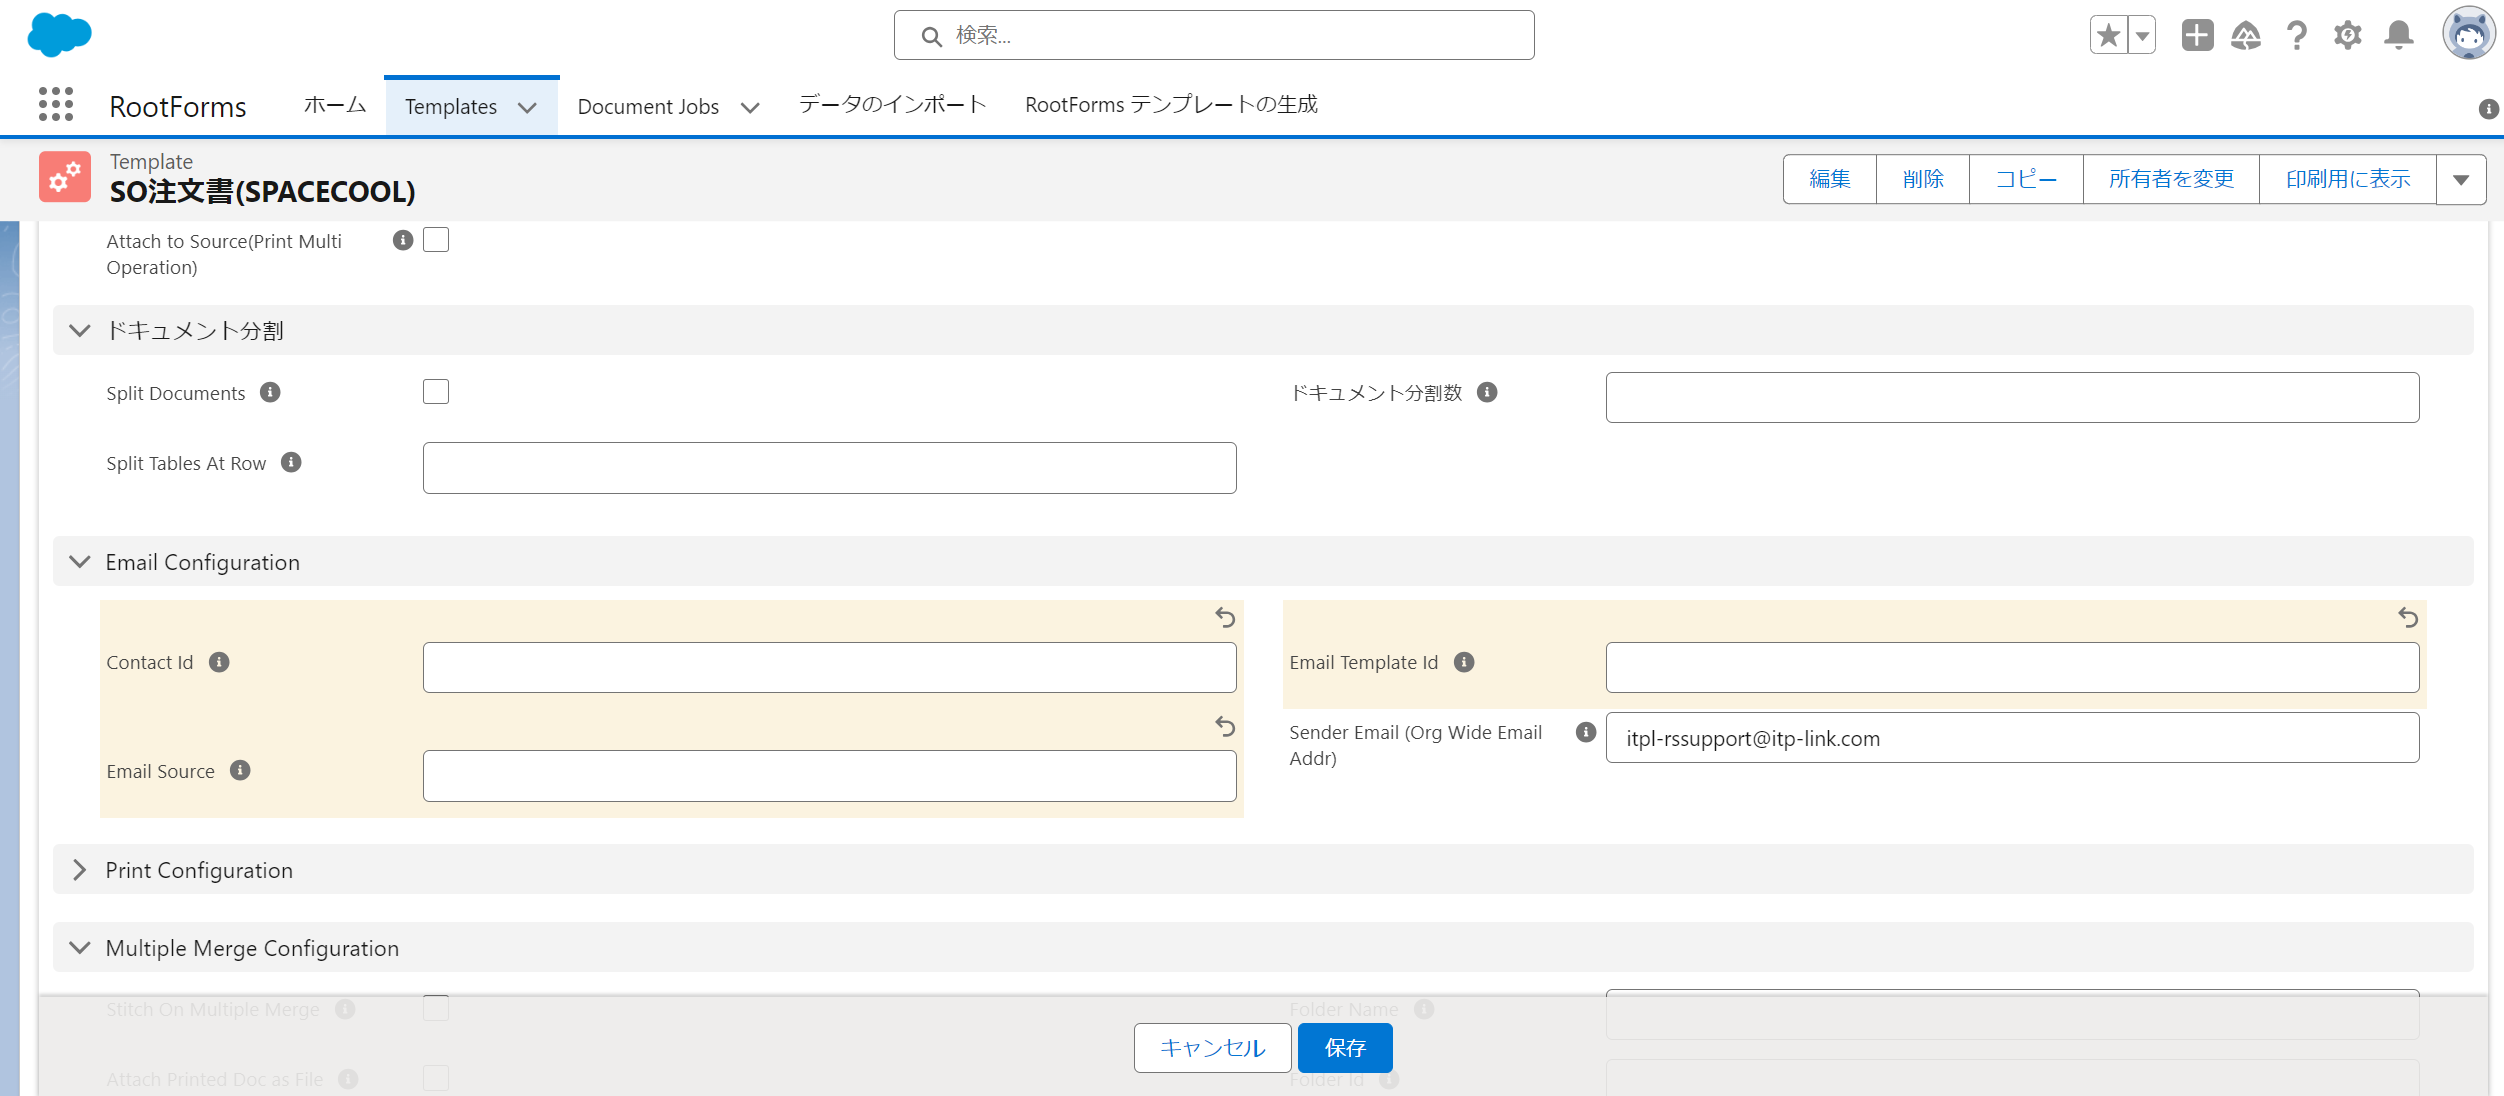 検索...
RootForms
ホーム
Templates
Document Jobs
データのインポート
RootForms テンプレートの生成
Template
SO注文書(SPACECOOL)
編集
削除
コピー
所有者を変更
印刷用に表示
Attach to Source(Print Multi
Operation)
ドキュメント分割
Split Documents
ドキュメント分割数
Split Tables At Row
Email Configuration
Contact Id
Email Template Id
Sender Email (Org Wide Email
Addr)
itpl-rssupport@itp-link.com
Email Source
Print Configuration
Multiple Merge Configuration
Stitch On Multiple Merge
Folder Name
キャンセル
保存
Attach Printed Doc as File
Folder Id